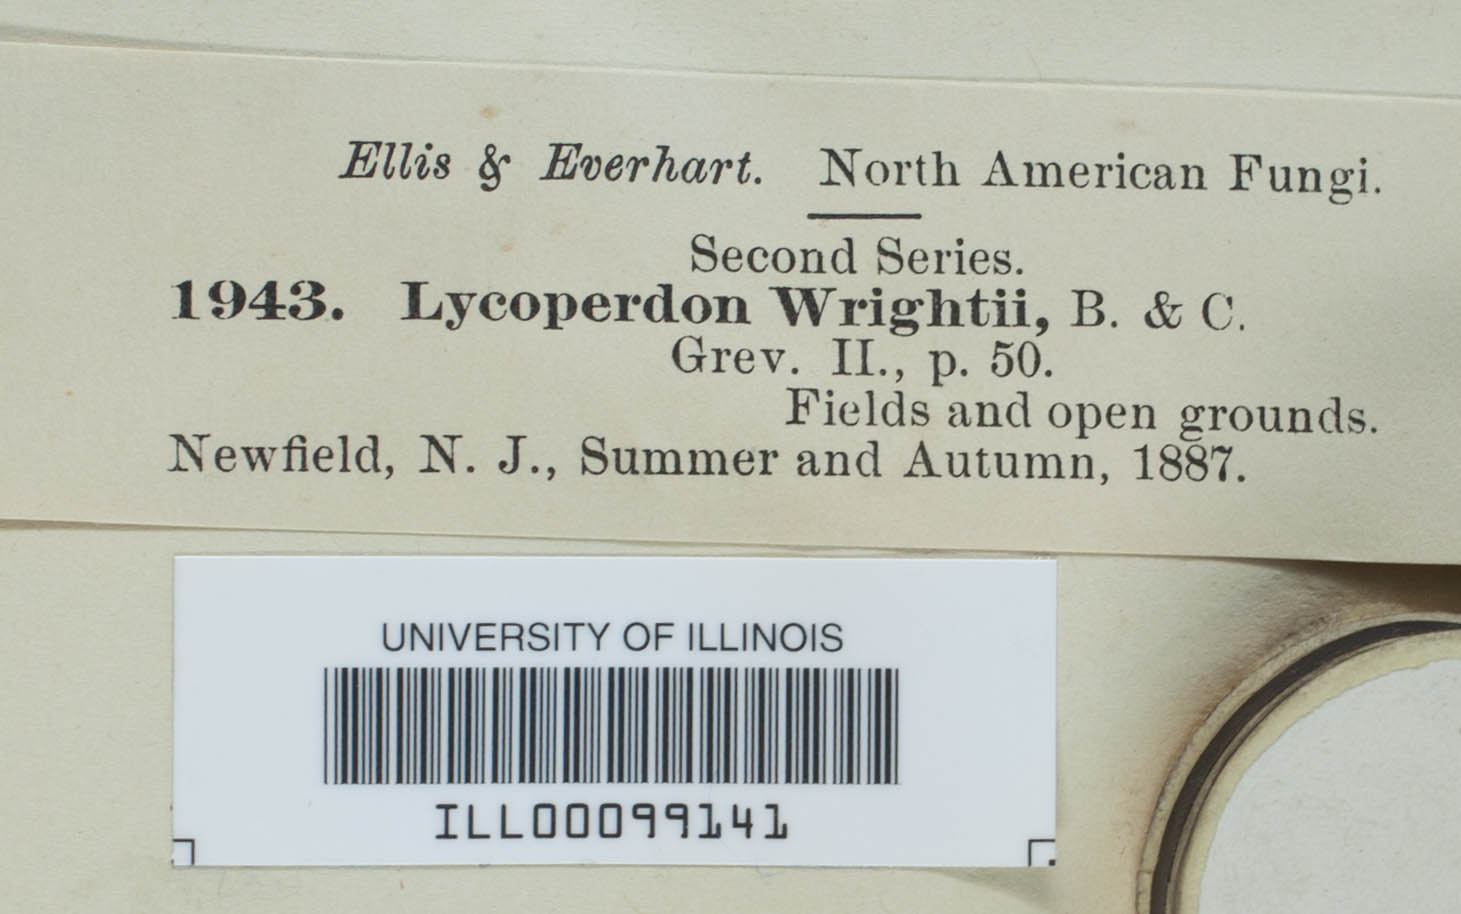 Ellis & Everhart. North American Fungi.
Second Series.
1943. Lycoperdon Wrightii, B. & C.
Grev. II., p. 50.
Fields and open grounds.
Newfield, N. J., Summer and Autumn, 1887.
UNIVERSITY OF ILLINOIS
ILL00099141